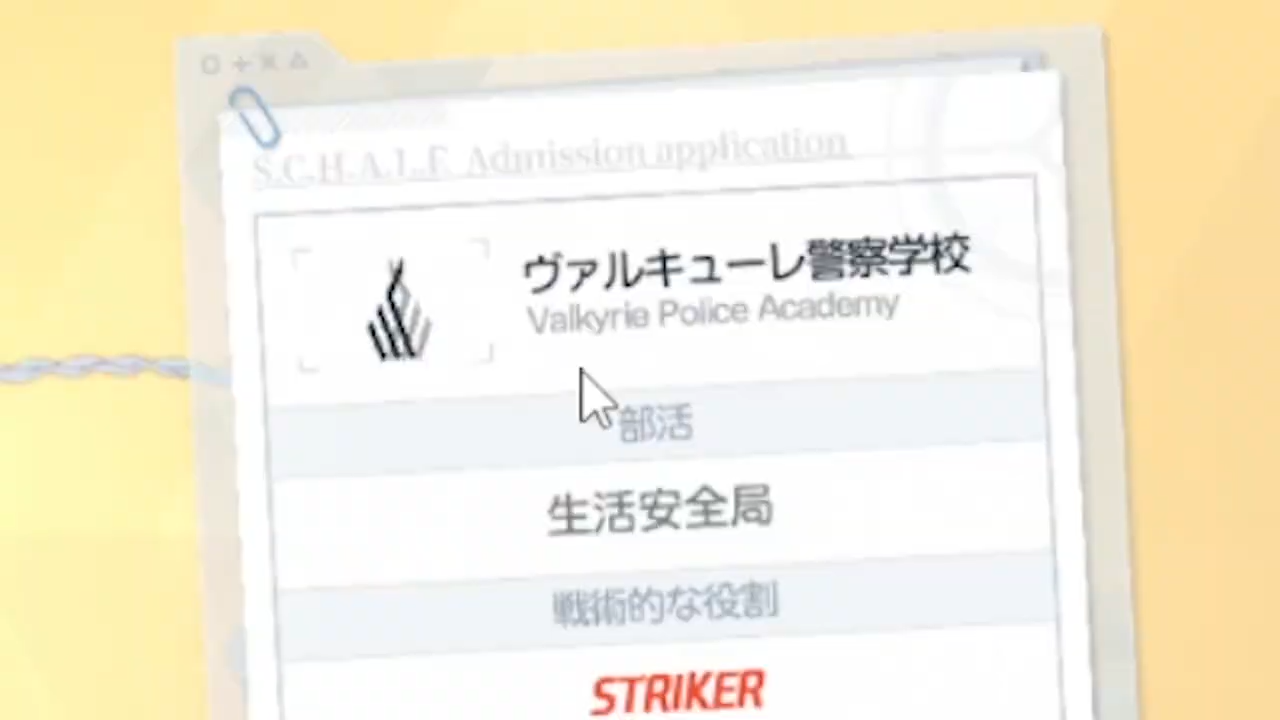 S.C.H.A.L.E Admission application
ヴァルキューレ警察学校
Valkyrie Police Academy
部活
生活安全局
戦術的な役割
STRIKER